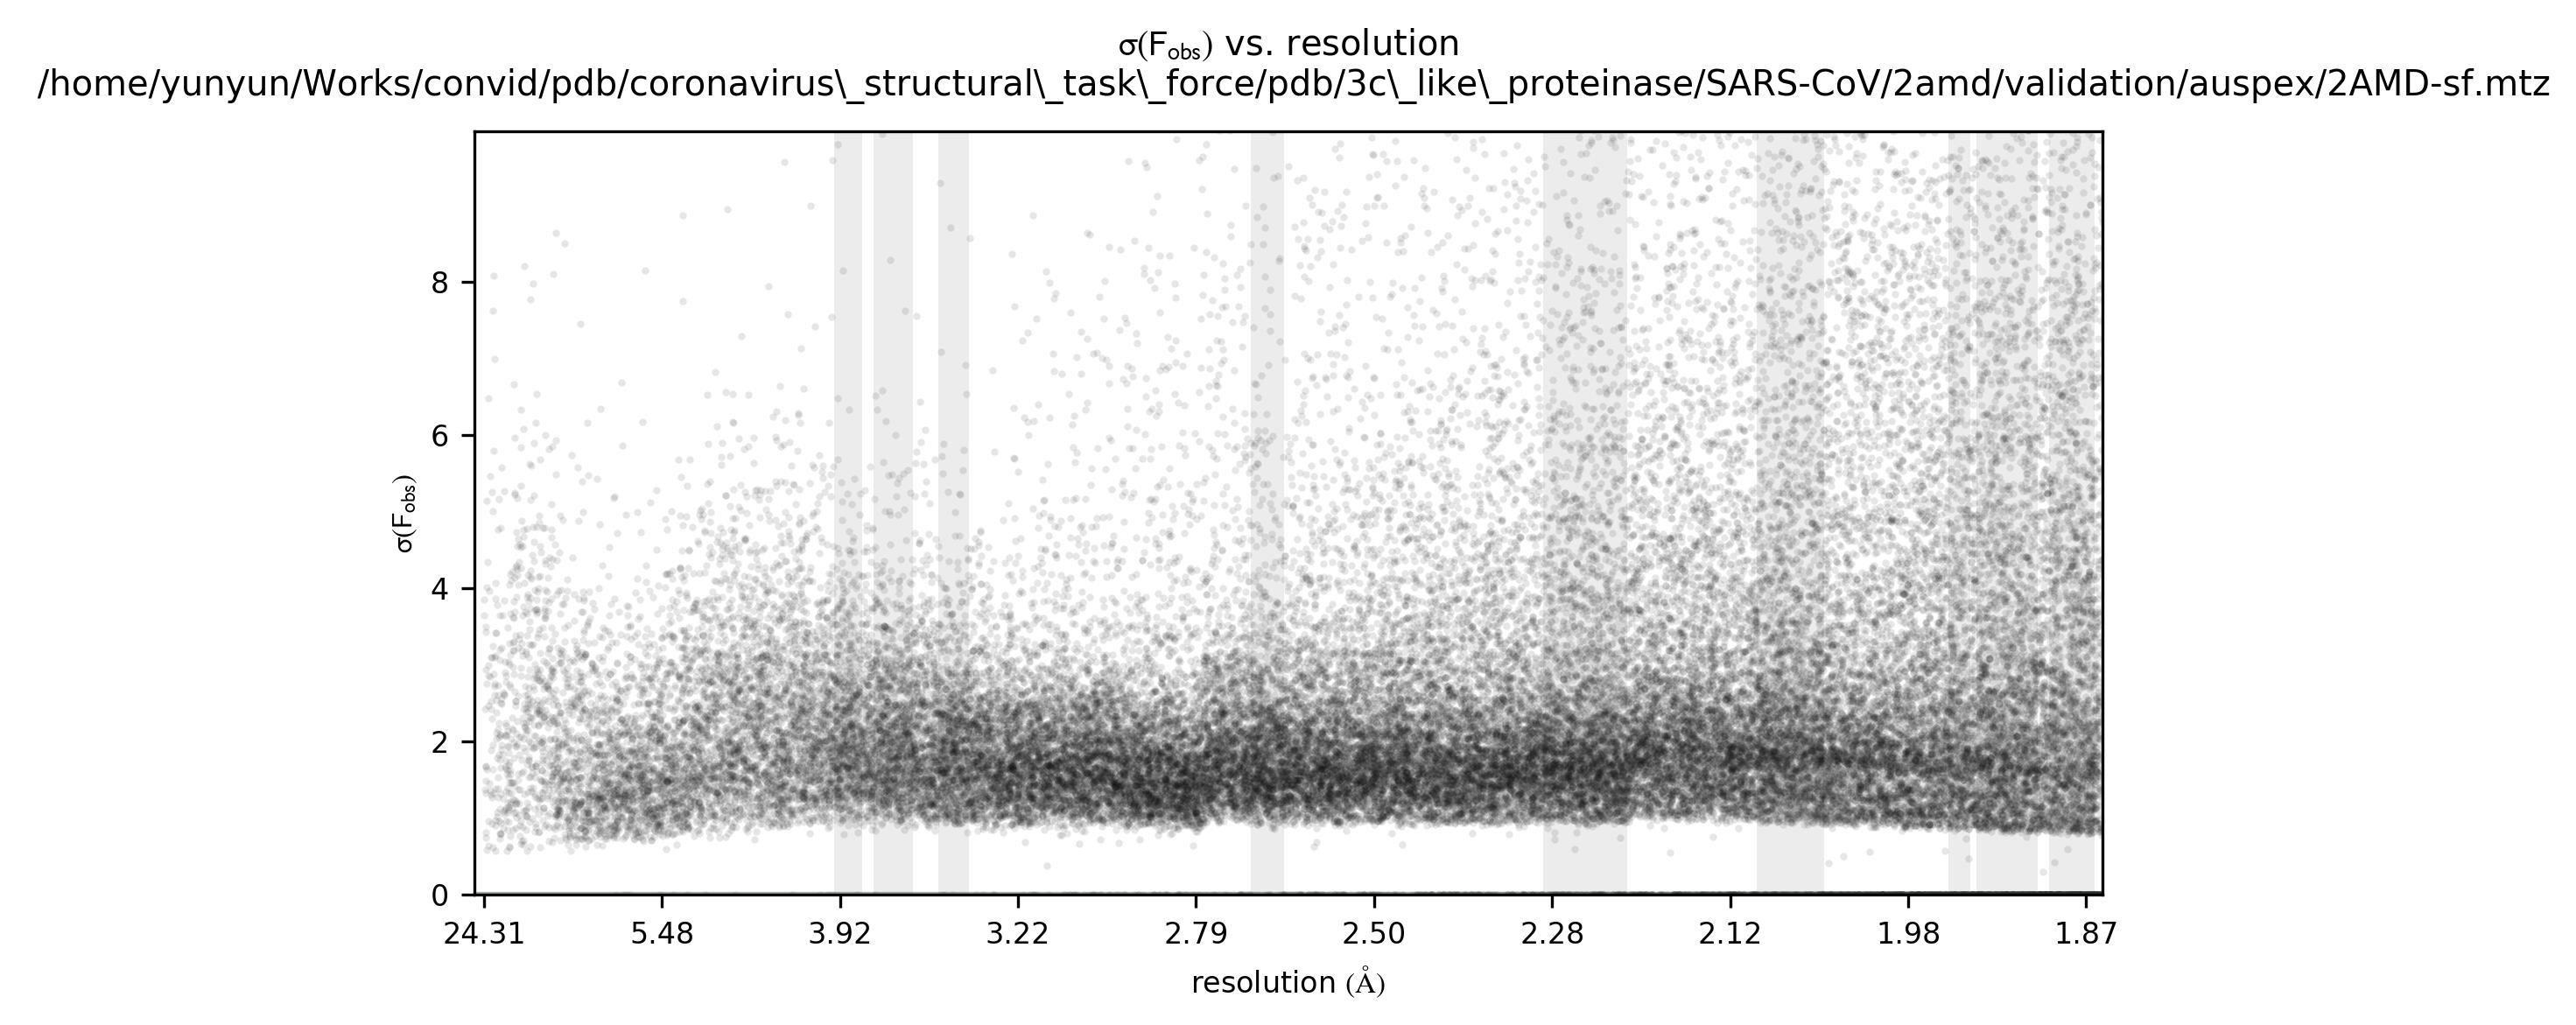 σ(Fobs) vs. resolution
/home/yunyun/Works/convid/pdb/coronavirus\_structural\_task\_force/pdb/3c\_like\_proteinase/SARS-CoV/2amd/validation/auspex/2AMD-sf.mtz
σ(Fobs)
8
6
4
2
0
24.31 5.48 3.92 3.22 2.79 2.50 2.28 2.12 1.98 1.87
resolution (Å)